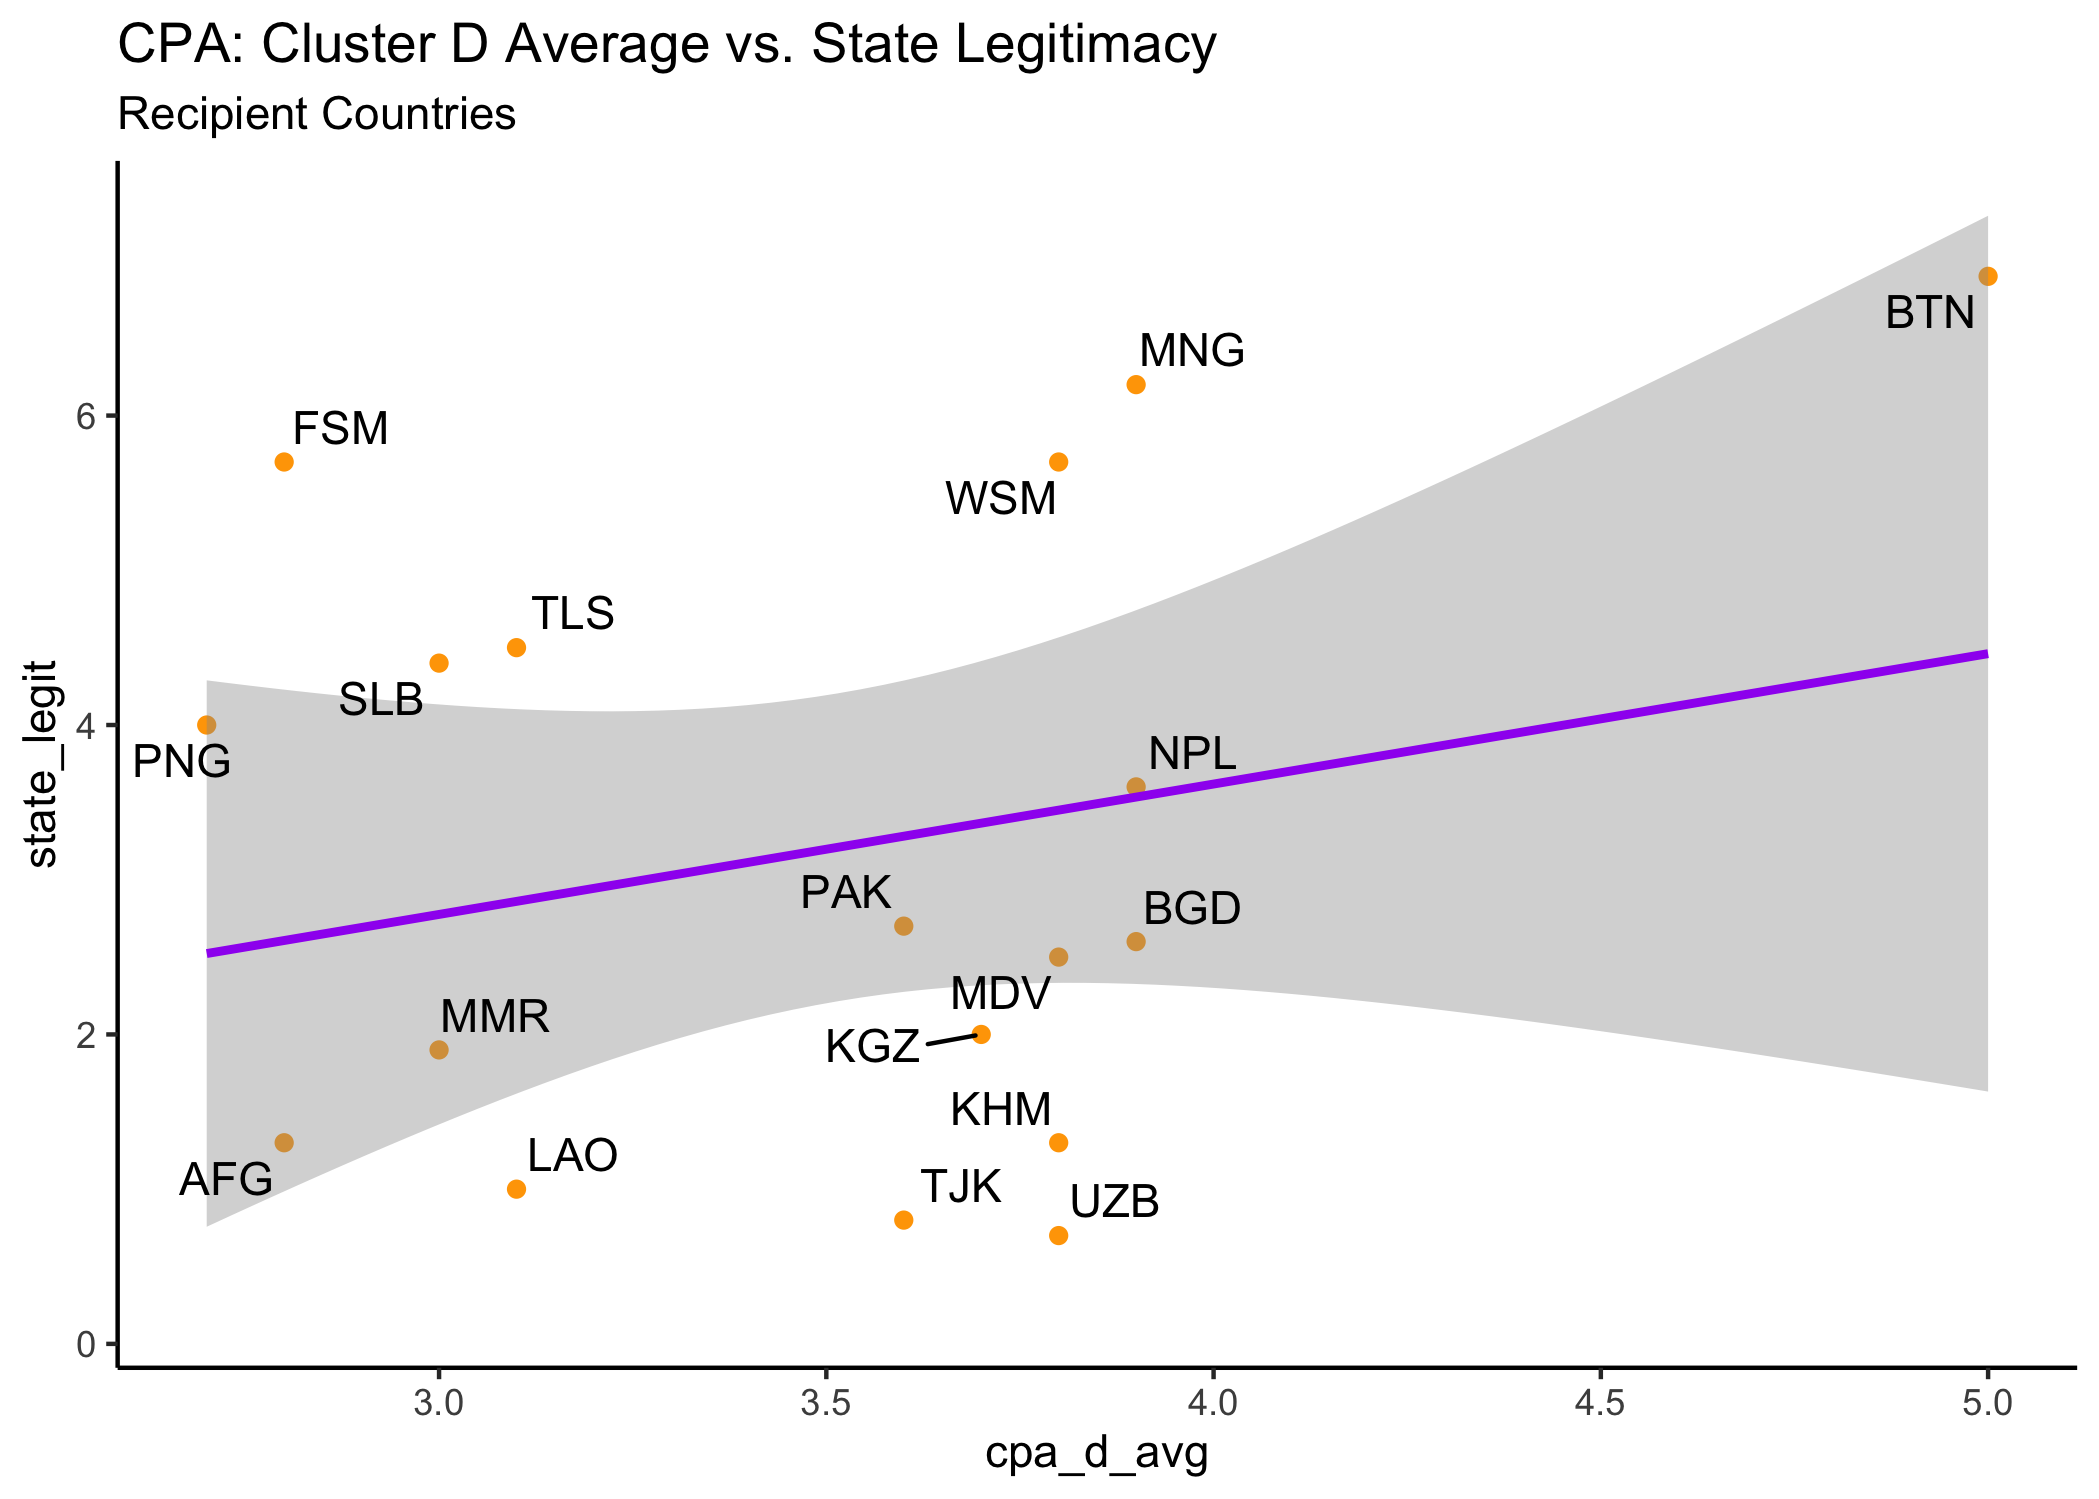 CPA: Cluster D Average vs. State Legitimacy
Recipient Countries
BTN
MNG
6
FSM
WSM
TLS
SLB
4
PNG
NPL
state_legit
PAK
BGD
MDV
MMR
2
KGZ
KHM
LAO
AFG
TJK
UZB
0
3.0 3.5 4.0 4.5 5.0
cpa_d_avg